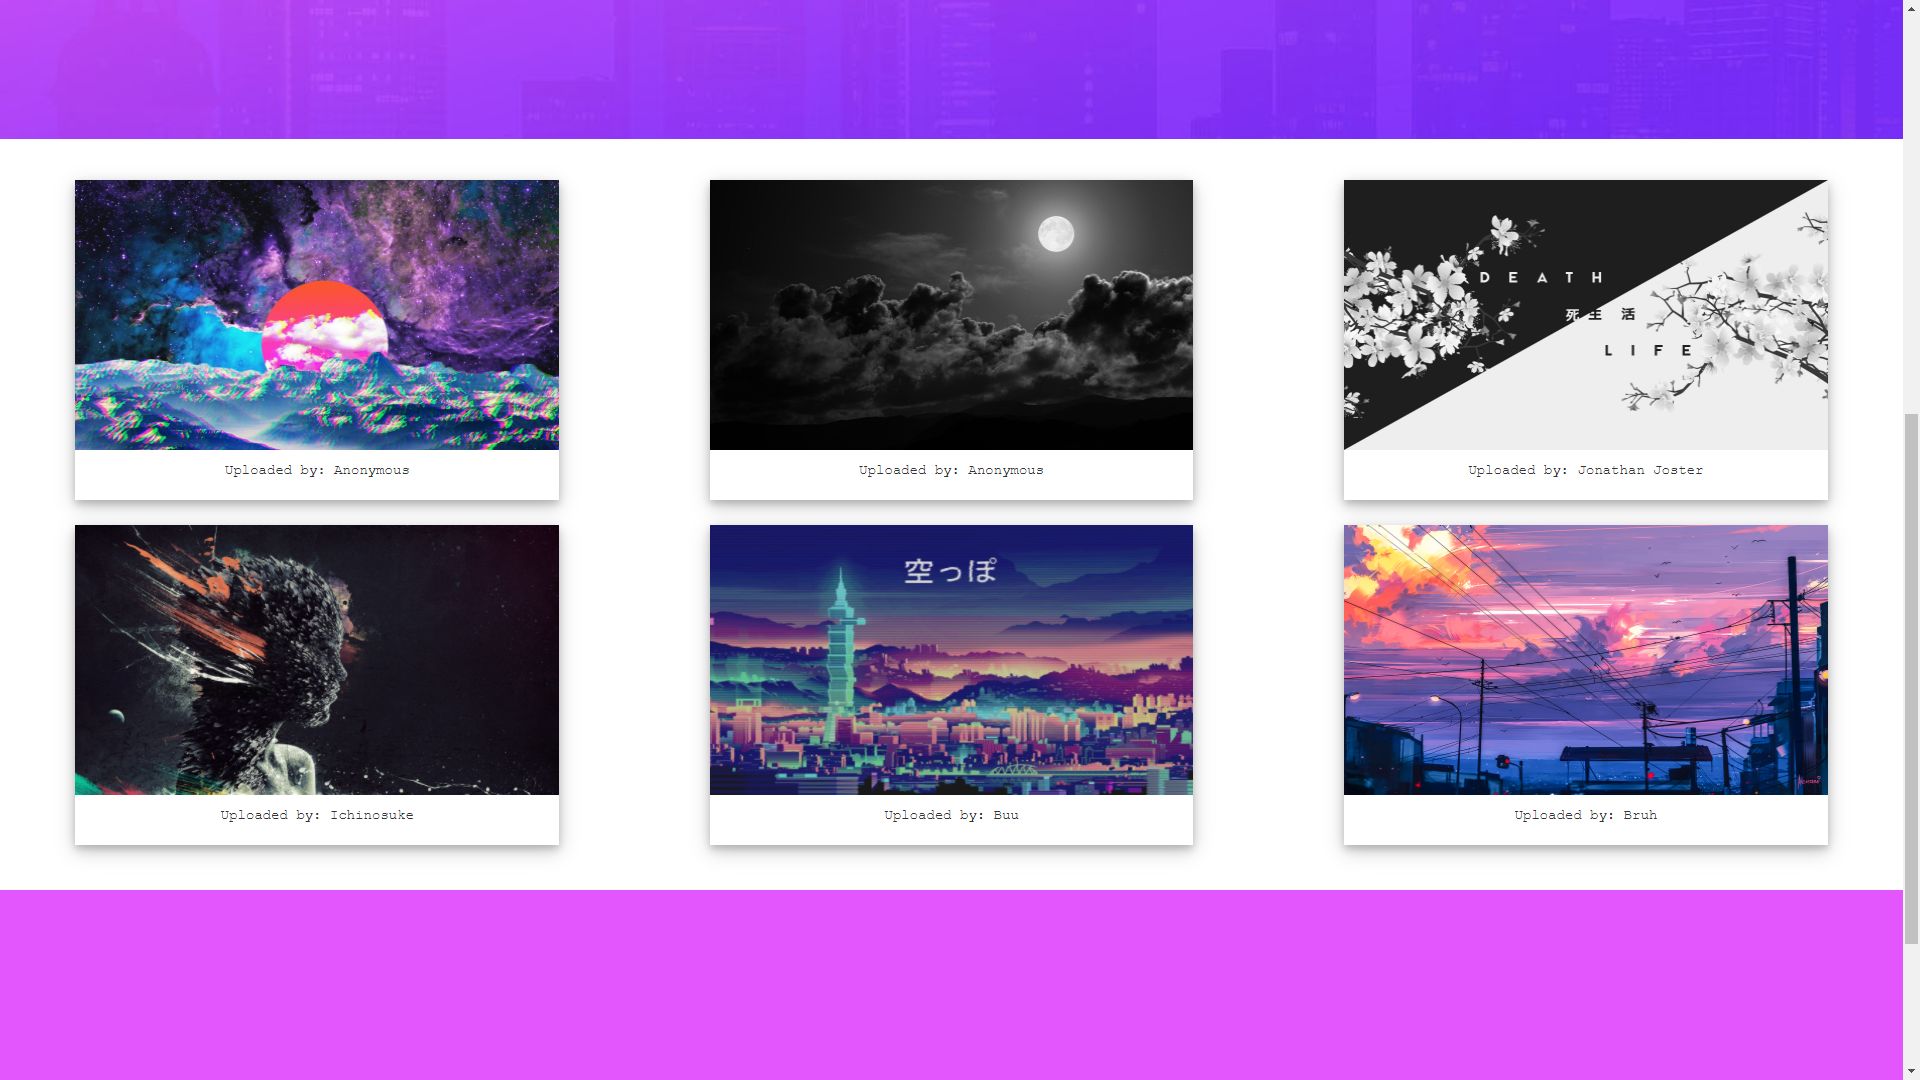 DEATH
死生活
LIFE
Uploaded by: Anonymous
Uploaded by: Anonymous
Uploaded by: Jonathan Joster
空っぽ
Uploaded by: Ichinosuke
Uploaded by: Buu
Uploaded by: Bruh